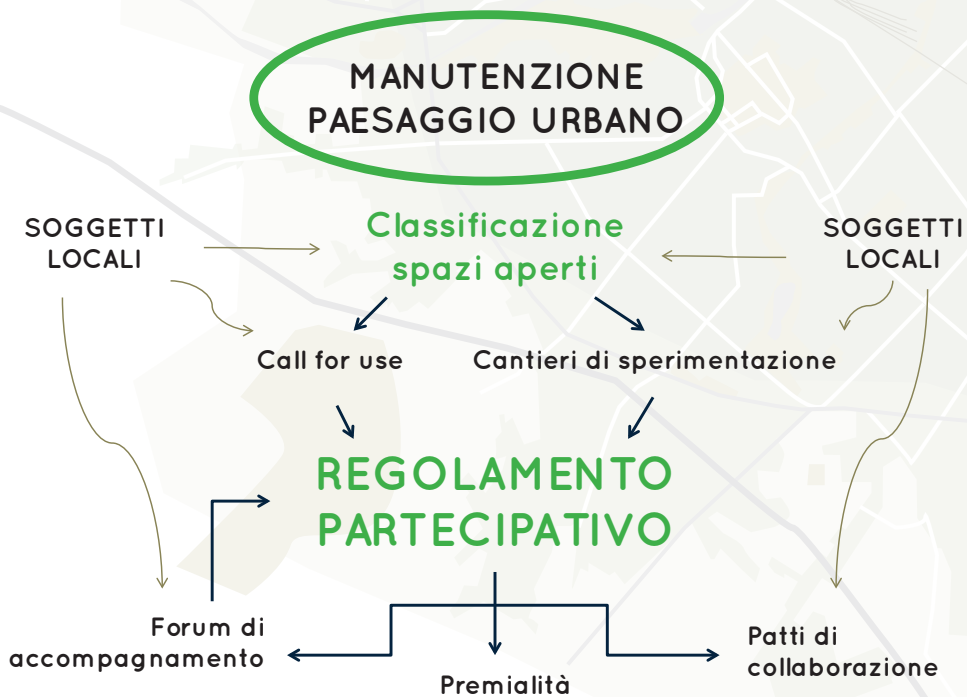 MANUTENZIONE
PAESAGGIO URBANO
SOGGETTI
LOCALI
Classificazione
spazi aperti
SOGGETTI
LOCALI
Call for use
Cantieri di sperimentazione
REGOLAMENTO
PARTECIPATIVO
Forum di
accompagnamento
Premialità
Patti di
collaborazione